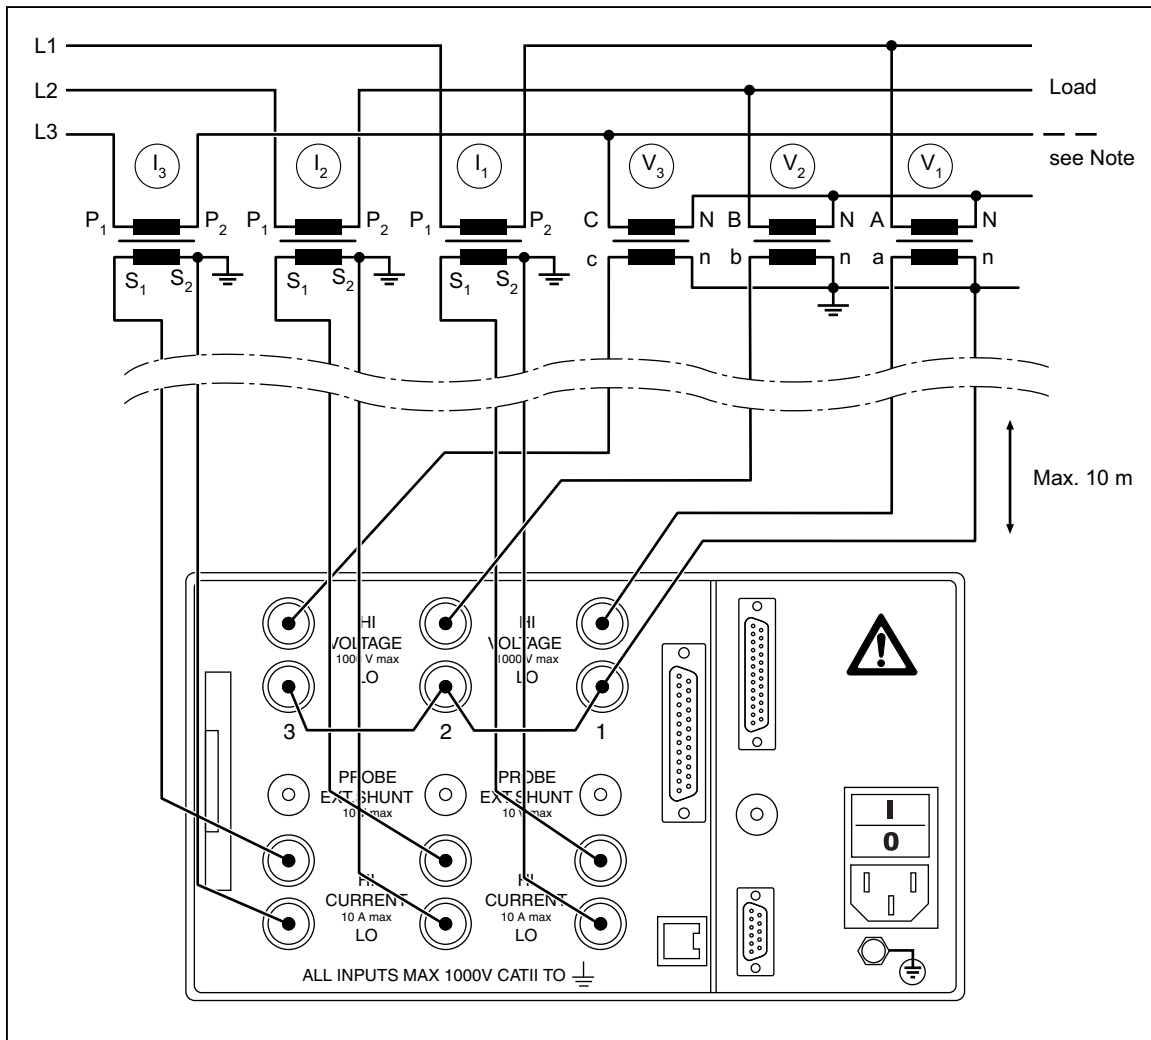 L1
L2
Load
L3
see Note
I3 I2 I1 V3 V2 V1
P1 P2 P1 P2 P1 P2 C N B N A N
S1 S2 S1 S2 S1 S2 c n b n a n
Max. 10 m
HI HI
VOLTAGE VOLTAGE
1000 V max 1000 V max
LO LO
3 2 1
PROBE PROBE
EXT.SHUNT EXT.SHUNT
10 V max 10 V max
I
0
HI HI
CURRENT CURRENT
10 A max 10 A max
LO LO
ALL INPUTS MAX 1000V CATII TO